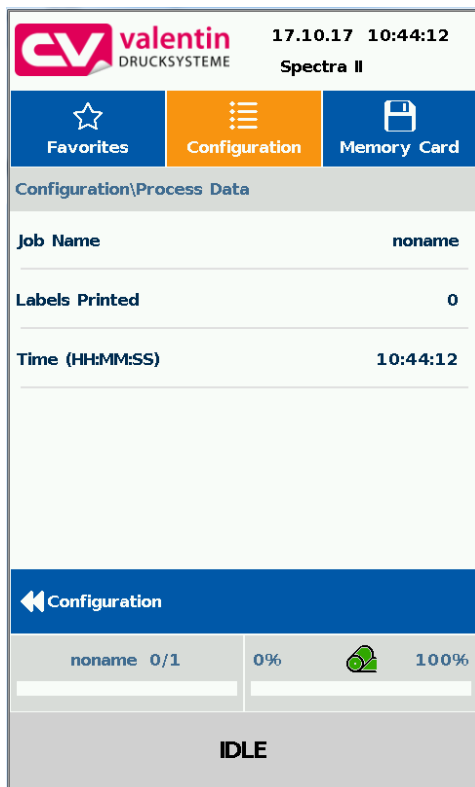 CV valentin
DRUCKSYSTEME
17.10.17 10:44:12
Spectra II
Favorites
Configuration
Memory Card
Configuration\Process Data
Job Name noname
Labels Printed 0
Time (HH:MM:SS) 10:44:12
Configuration
noname 0/1
0% 100%
IDLE